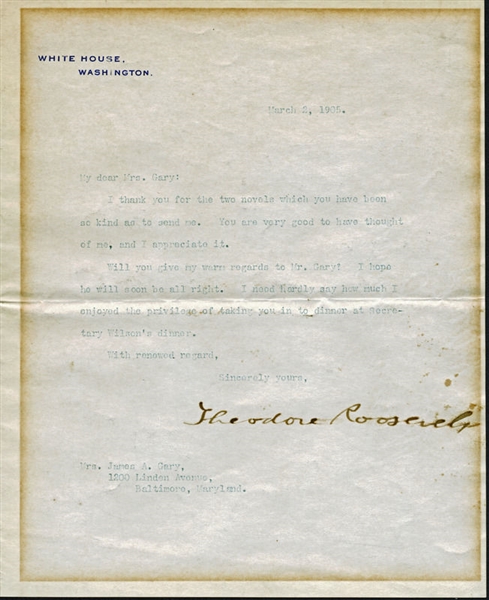 WHITE HOUSE,
WASHINGTON.
March 2, 1905.
My dear Mrs. Gary:
I thank you for the two novels which you have been
so kind as to send me. You are very good to have thought
of me, and I appreciate it.
Will you give my warm regards to Mr. Gary? I hope
he will soon be all right. I need hardly say how much I
enjoyed the privilege of taking you in to dinner at Secre-
tary Wilson's dinner.
With renewed regard,
Sincerely yours,
Theodore Roosevelt
Mrs. James A. Gary,
1200 Linden Avenue,
Baltimore, Maryland.